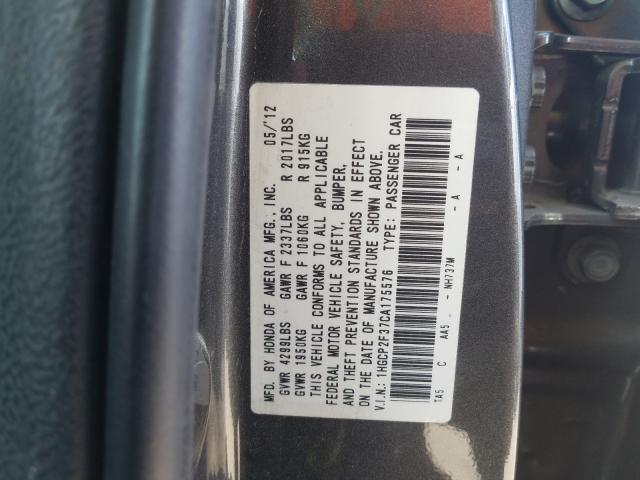 MFD. BY HONDA OF AMERICA MFG., INC. 05/'12
GVWR 4299LBS GAWR F 2337LBS R 2017LBS
GVWR 1950KG GAWR F 1060KG R 915KG
THIS VEHICLE CONFORMS TO ALL APPLICABLE
FEDERAL MOTOR VEHICLE SAFETY, BUMPER,
AND THEFT PREVENTION STANDARDS IN EFFECT
ON THE DATE OF MANUFACTURE SHOWN ABOVE.
V.I.N.: 1HGCP2F37CA175576 TYPE: PASSENGER CAR
TA5 C AA5 - NH737M - A - A